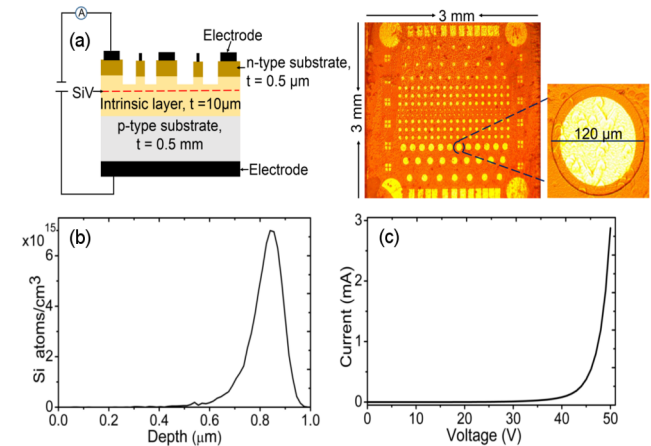 A
(a)
Electrode
n-type substrate,
t = 0.5 μm
SiV
Intrinsic layer, t =10μm
p-type substrate,
t = 0.5 mm
Electrode
3 mm
3 mm
120 μm
(b)
x10 15
6
4
2
0
0.0 0.2 0.4 0.6 0.8 1.0
Si atoms/cm3
Depth (μm)
(c)
3
2
1
0
0 10 20 30 40 50
Current (mA)
Voltage (V)